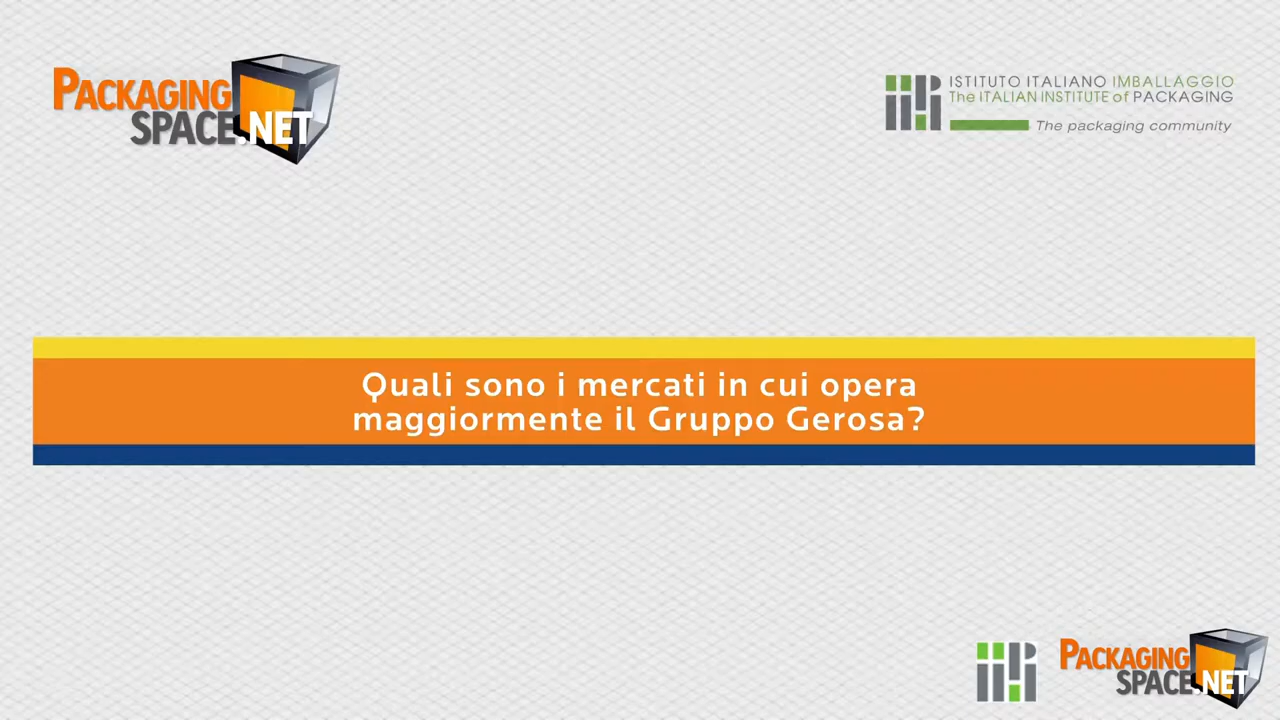 PACKAGING
SPACE.NET
ISTITUTO ITALIANO IMBALLAGGIO
The ITALIAN INSTITUTE of PACKAGING
The packaging community
Quali sono i mercati in cui opera
maggiormente il Gruppo Gerosa?
PACKAGING
SPACE.NET